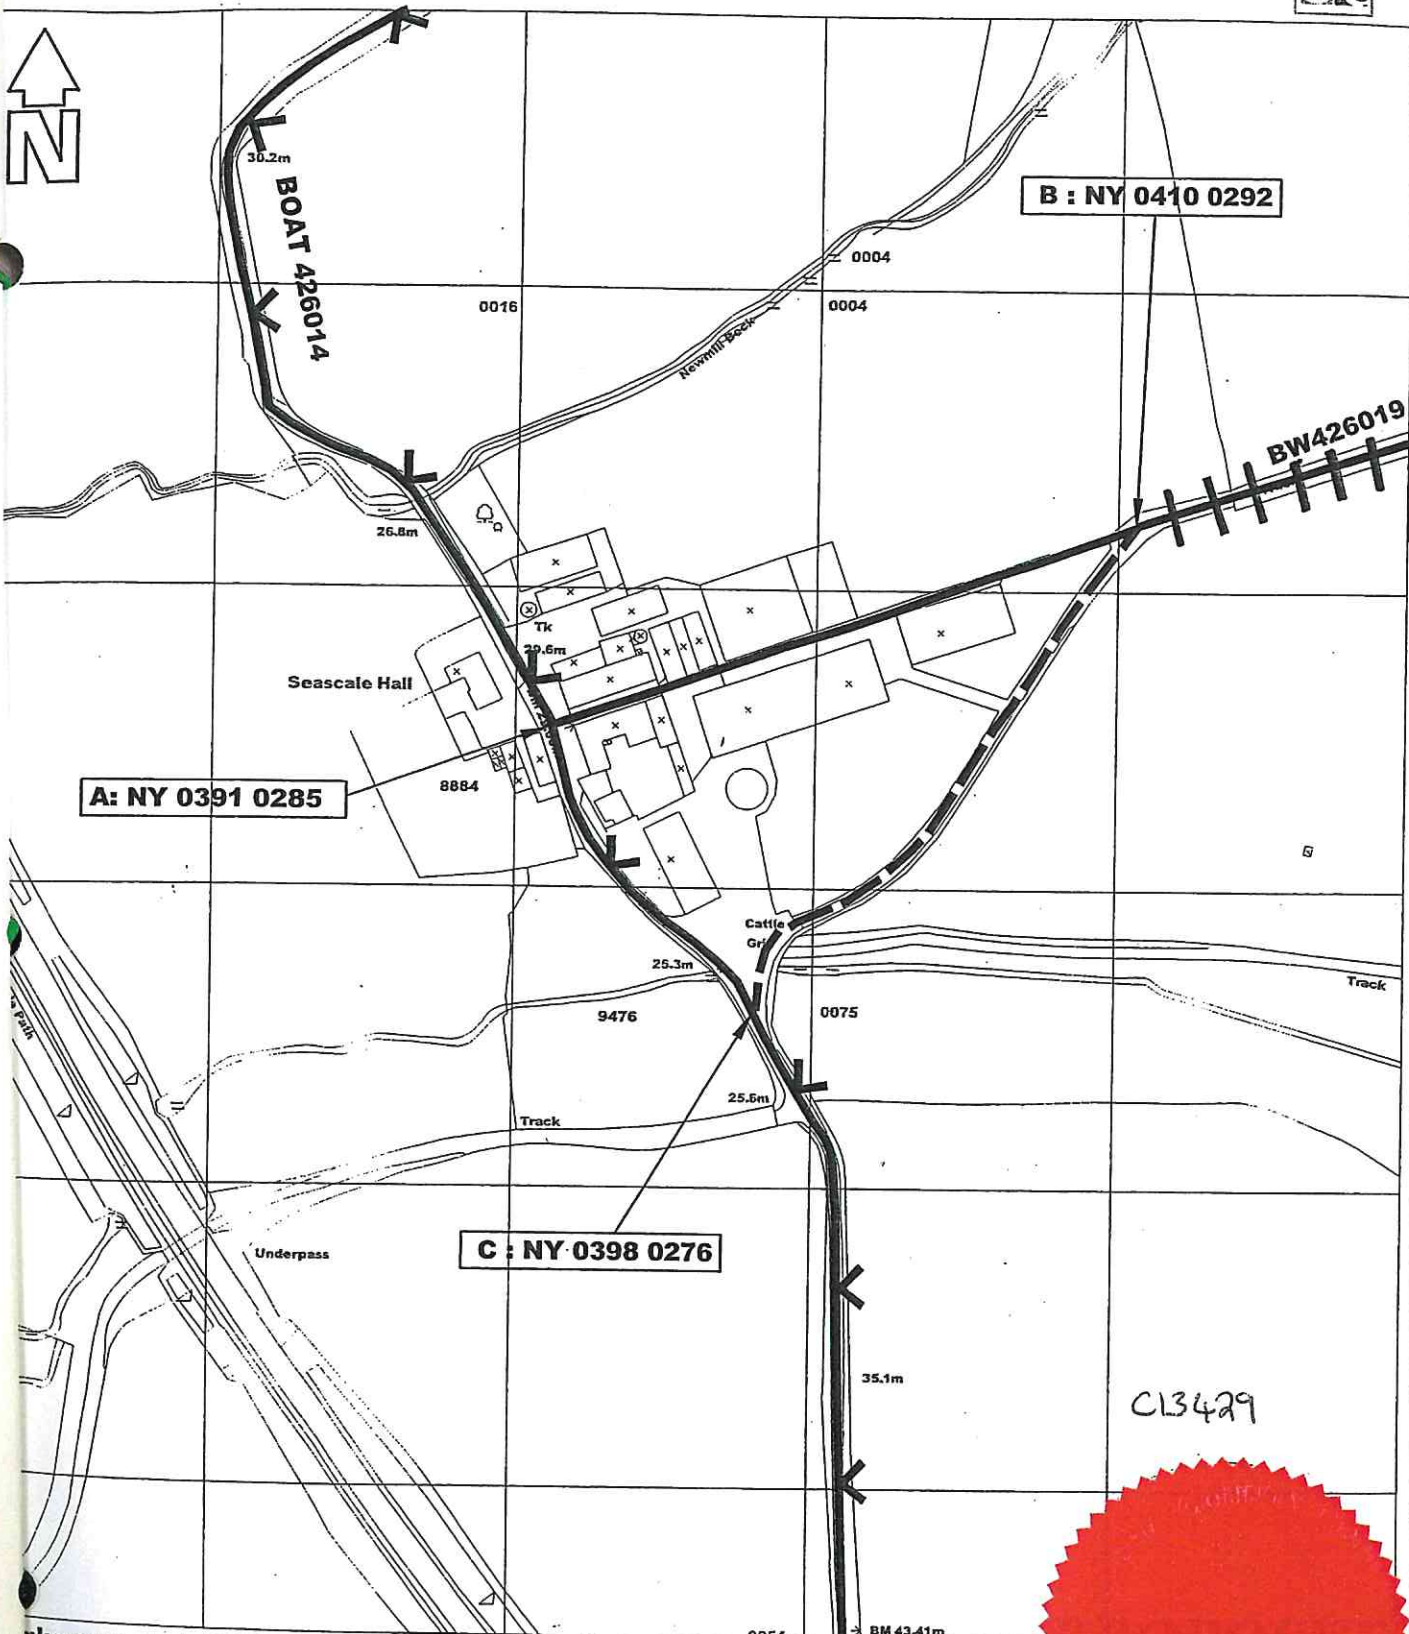 N
30.2m
BOAT 426014
B : NY 0410 0292
0004
0016
0004
Newmill Beck
BW426019
26.8m
Tk
29.6m
Seascale Hall
A: NY 0391 0285
8884
Cattle
25.3m
Track
9476
0075
Path
25.6m
Track
C : NY 0398 0276
Underpass
35.1m
C13429
BM 43.41m